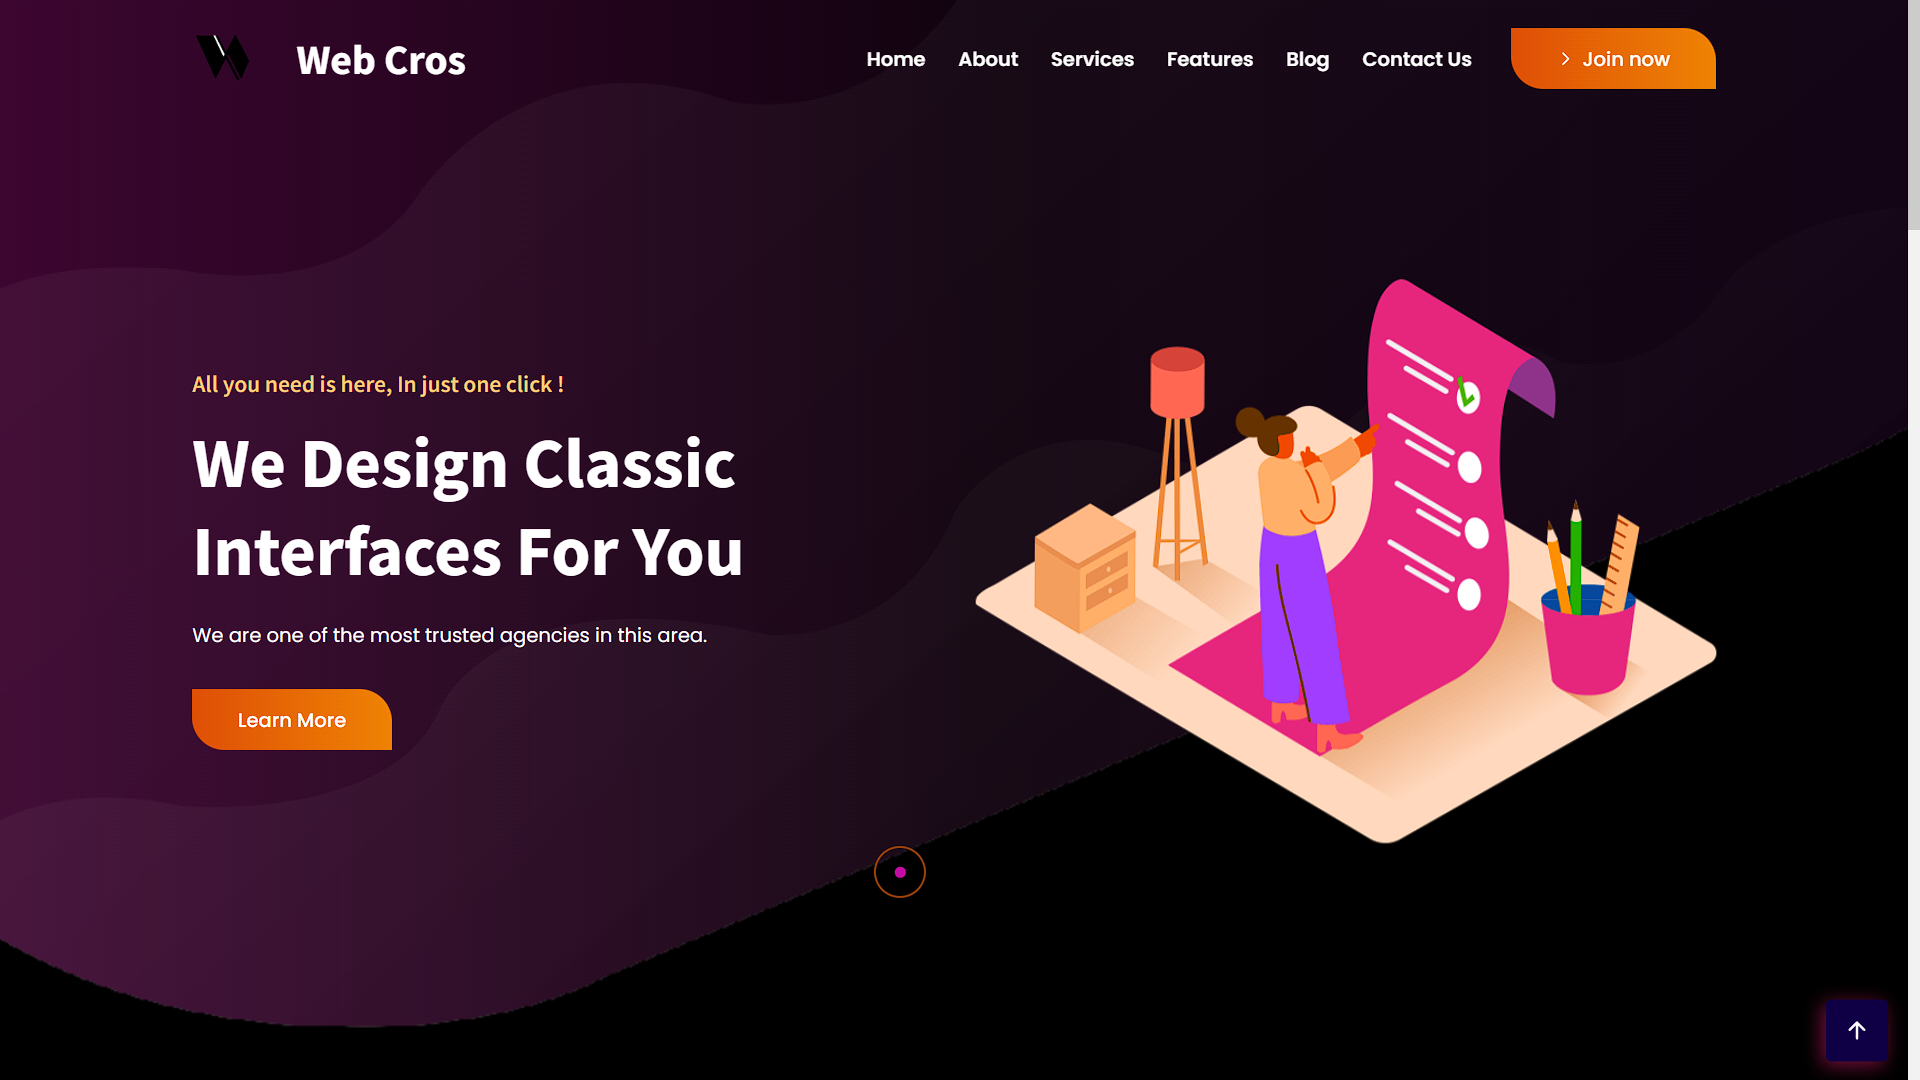 Web Cros
Home
About
Services
Features
Blog
Contact Us
Join now
All you need is here, In just one click !
We Design Classic
Interfaces For You
We are one of the most trusted agencies in this area.
Learn More